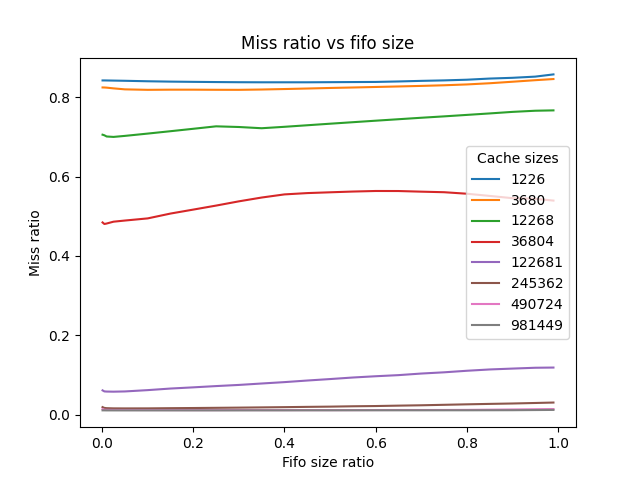 Miss ratio vs fifo size
Miss ratio
0.8
0.6
0.4
0.2
0.0
Cache sizes
1226
3680
12268
36804
122681
245362
490724
981449
0.0 0.2 0.4 0.6 0.8 1.0
Fifo size ratio